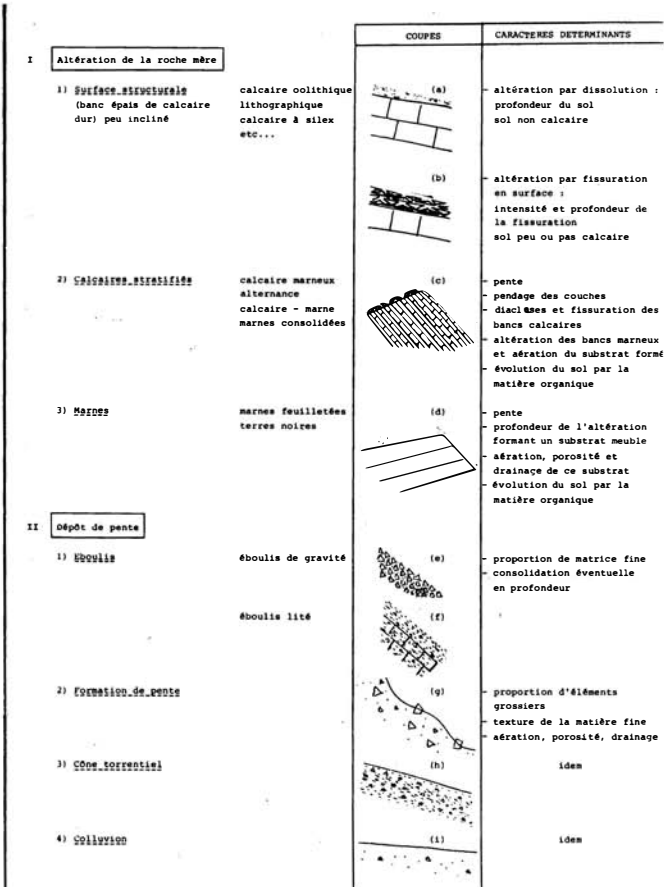 COUPES CARACTERES DETERMINANTS
I Altération de la roche mère
1) Surface structurale calcaire oolithique (a) - altération par dissolution :
(banc épais de calcaire lithographique profondeur du sol
dur) peu incliné calcaire à silex sol non calcaire
etc...
(b) - altération par fissuration
en surface :
intensité et profondeur de
la fissuration
sol peu ou pas calcaire
2) Calcaires stratifiés calcaire marneux (c) - pente
alternance - pendage des couches
calcaire - marne - diaclases et fissuration des
marnes consolidées bancs calcaires
- altération des bancs marneux
et aération du substrat formé
- évolution du sol par la
matière organique
3) Marnes marnes feuilletées (d) - pente
terres noires - profondeur de l'altération
formant un substrat meuble
- aération, porosité et
drainage de ce substrat
- évolution du sol par la
matière organique
II Dépôt de pente
1) Eboulis éboulis de gravité (e) - proportion de matrice fine
- consolidation éventuelle
en profondeur
éboulis lité (f)
2) Formation de pente (g) - proportion d'éléments
grossiers
- texture de la matière fine
- aération, porosité, drainage
3) Cône torrentiel (h) idem
4) Colluvion (i) idem